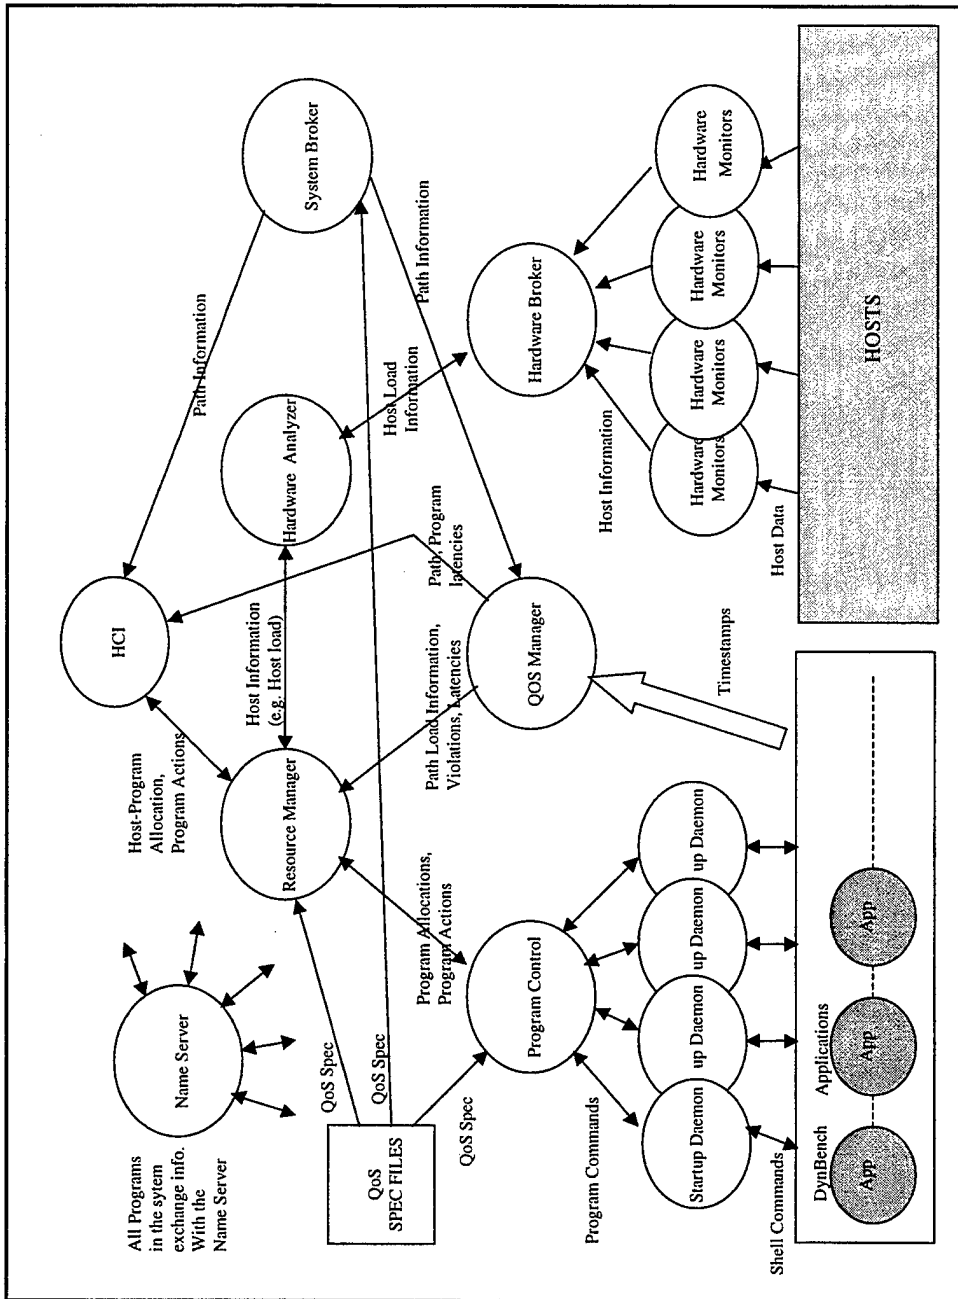 All Programs
in the sytem
exchange info.
With the
Name Server
Name Server
Host-Program
Allocation,
Program Actions
HCI
Path Information
System Broker
QoS Spec
QoS Spec
QoS Spec
QoS
SPEC FILES
Resource Manager
Host Information
(e.g. Host load)
Hardware Analyzer
Host Load
Information
Path Information
Program Allocations,
Program Actions
Path Load Information,
Violations, Latencies
Path, Program
latencies
Program Control
QOS Manager
Hardware Broker
Program Commands
Host Information
Startup Daemon
up Daemon
up Daemon
up Daemon
Timestamps
Hardware
Monitors
Hardware
Monitors
Hardware
Monitors
Hardware
Monitors
Shell Commands
Host Data
DynBench
Applications
App
App
App
HOSTS